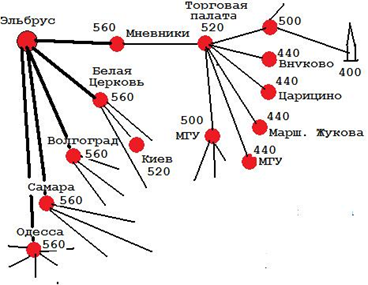 Эльбрус
560
Мневники
Торговая
палата
520
500
400
440
Внуково
440
Царицино
440
Марш. Жукова
440
МГУ
500
МГУ
Белая
Церковь
560
Киев
520
Волгоград
560
Самара
560
Одесса
560